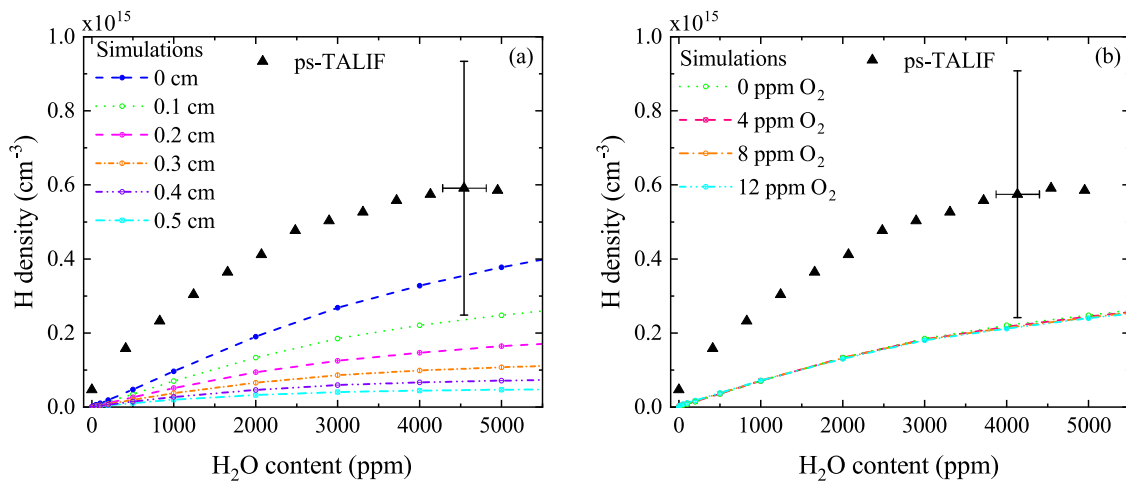 x10^15
(a)
Simulations
ps-TALIF
0 cm
0.1 cm
0.2 cm
0.3 cm
0.4 cm
0.5 cm
H density (cm^-3)
1.0
0.8
0.6
0.4
0.2
0.0
0 1000 2000 3000 4000 5000
H₂O content (ppm)
x10^15
(b)
Simulations
ps-TALIF
0 ppm O₂
4 ppm O₂
8 ppm O₂
12 ppm O₂
H density (cm^-3)
1.0
0.8
0.6
0.4
0.2
0.0
0 1000 2000 3000 4000 5000
H₂O content (ppm)